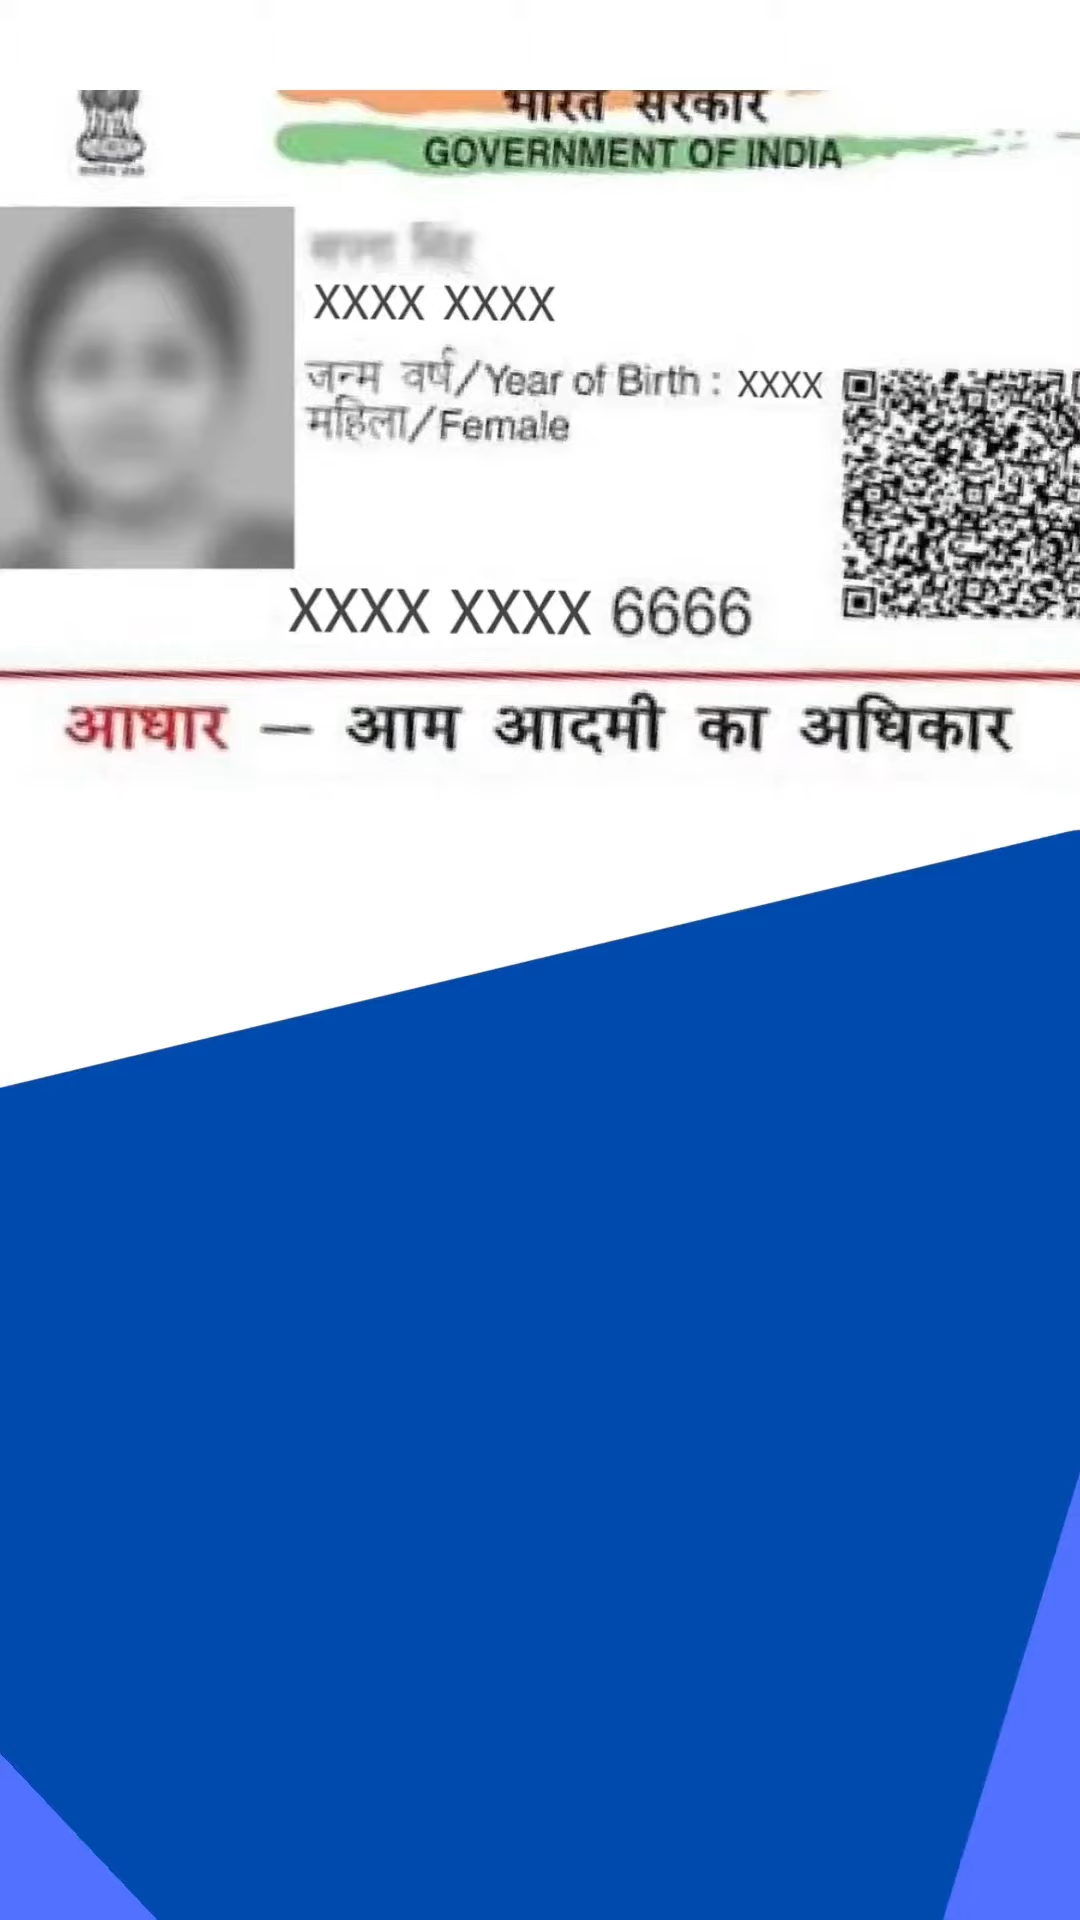 भारत सरकार
GOVERNMENT OF INDIA
XXXX XXXX
जन्म वर्ष/Year of Birth : XXXX
महिला/Female
XXXX XXXX 6666
आधार — आम आदमी का अधिकार